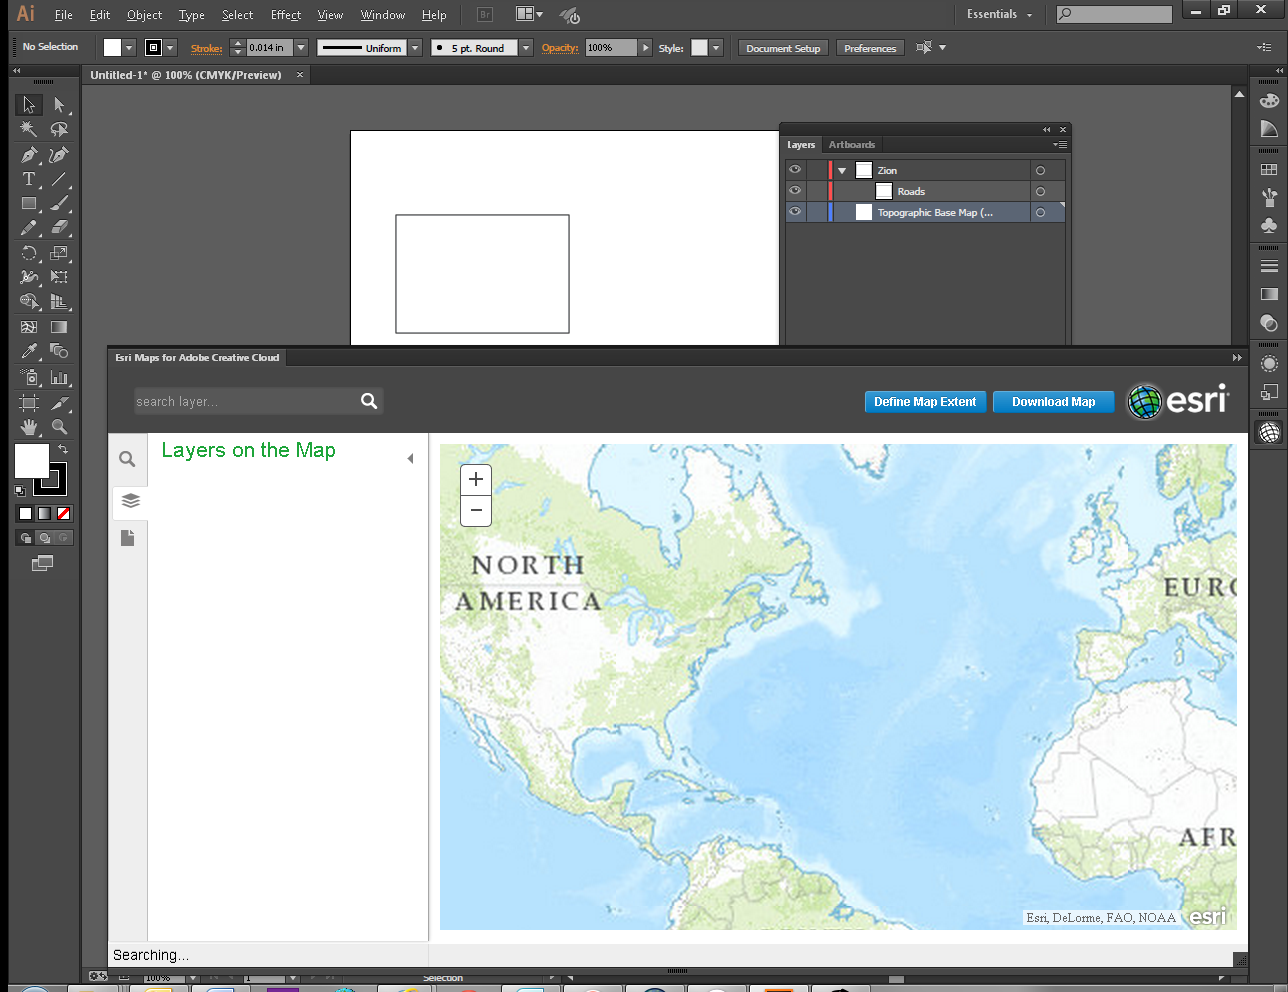 Ai File Edit Object Type Select Effect View Window Help Br Essentials
No Selection Stroke: 0.014 in Uniform 5 pt. Round Opacity: 100% Style: Document Setup Preferences
Untitled-1* @ 100% (CMYK/Preview) ×
Layers Artboards
Zion
Roads
Topographic Base Map (...
Esri Maps for Adobe Creative Cloud
search layer...
Define Map Extent Download Map esri
Layers on the Map
+
−
NORTH
AMERICA
EURO
AFR
Esri, DeLorme, FAO, NOAA esri
Searching...
100% 1 Selection